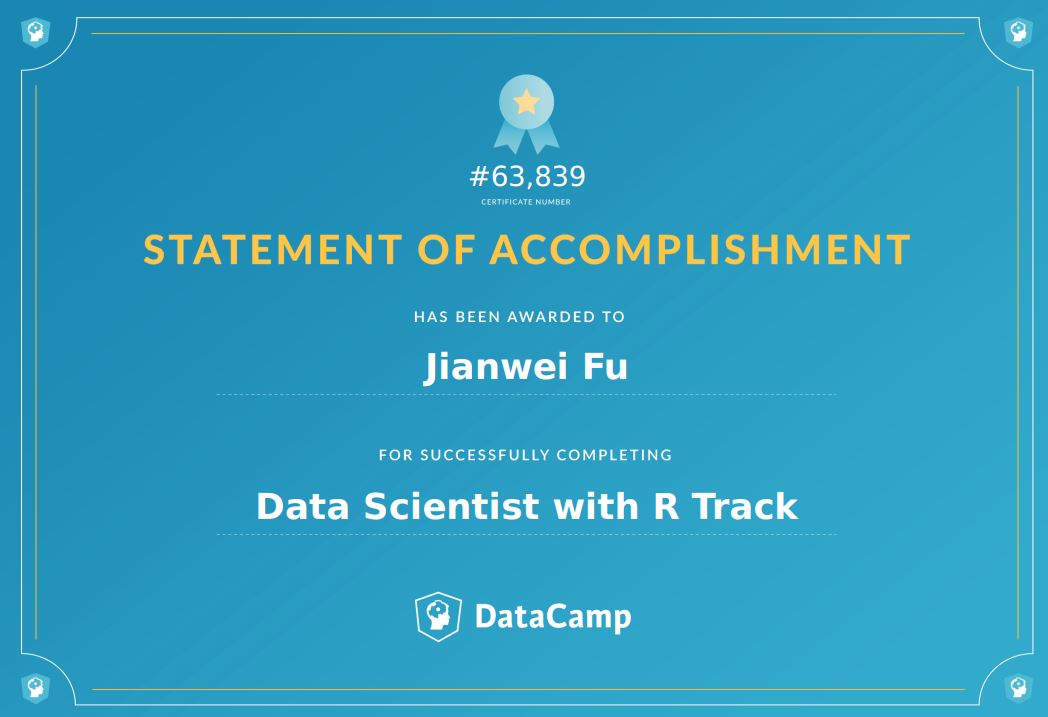 #63,839
CERTIFICATE NUMBER
STATEMENT OF ACCOMPLISHMENT
HAS BEEN AWARDED TO
Jianwei Fu
FOR SUCCESSFULLY COMPLETING
Data Scientist with R Track
DataCamp